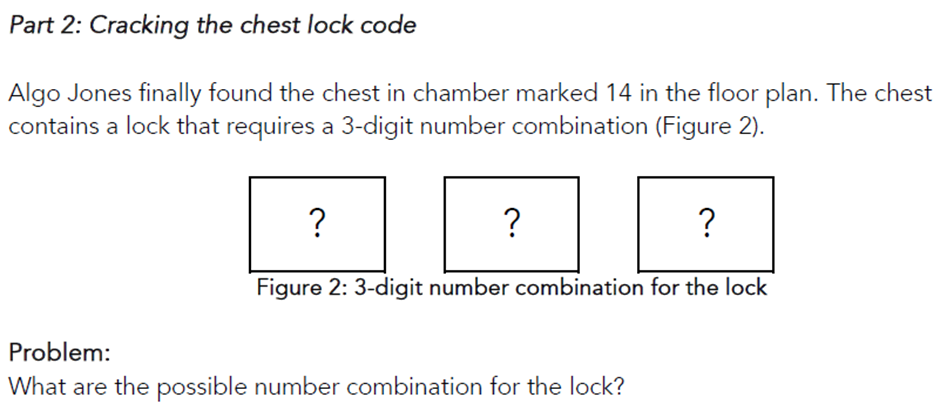 Part 2: Cracking the chest lock code
Algo Jones finally found the chest in chamber marked 14 in the floor plan. The chest
contains a lock that requires a 3-digit number combination (Figure 2).
? ? ?
Figure 2: 3-digit number combination for the lock
Problem:
What are the possible number combination for the lock?